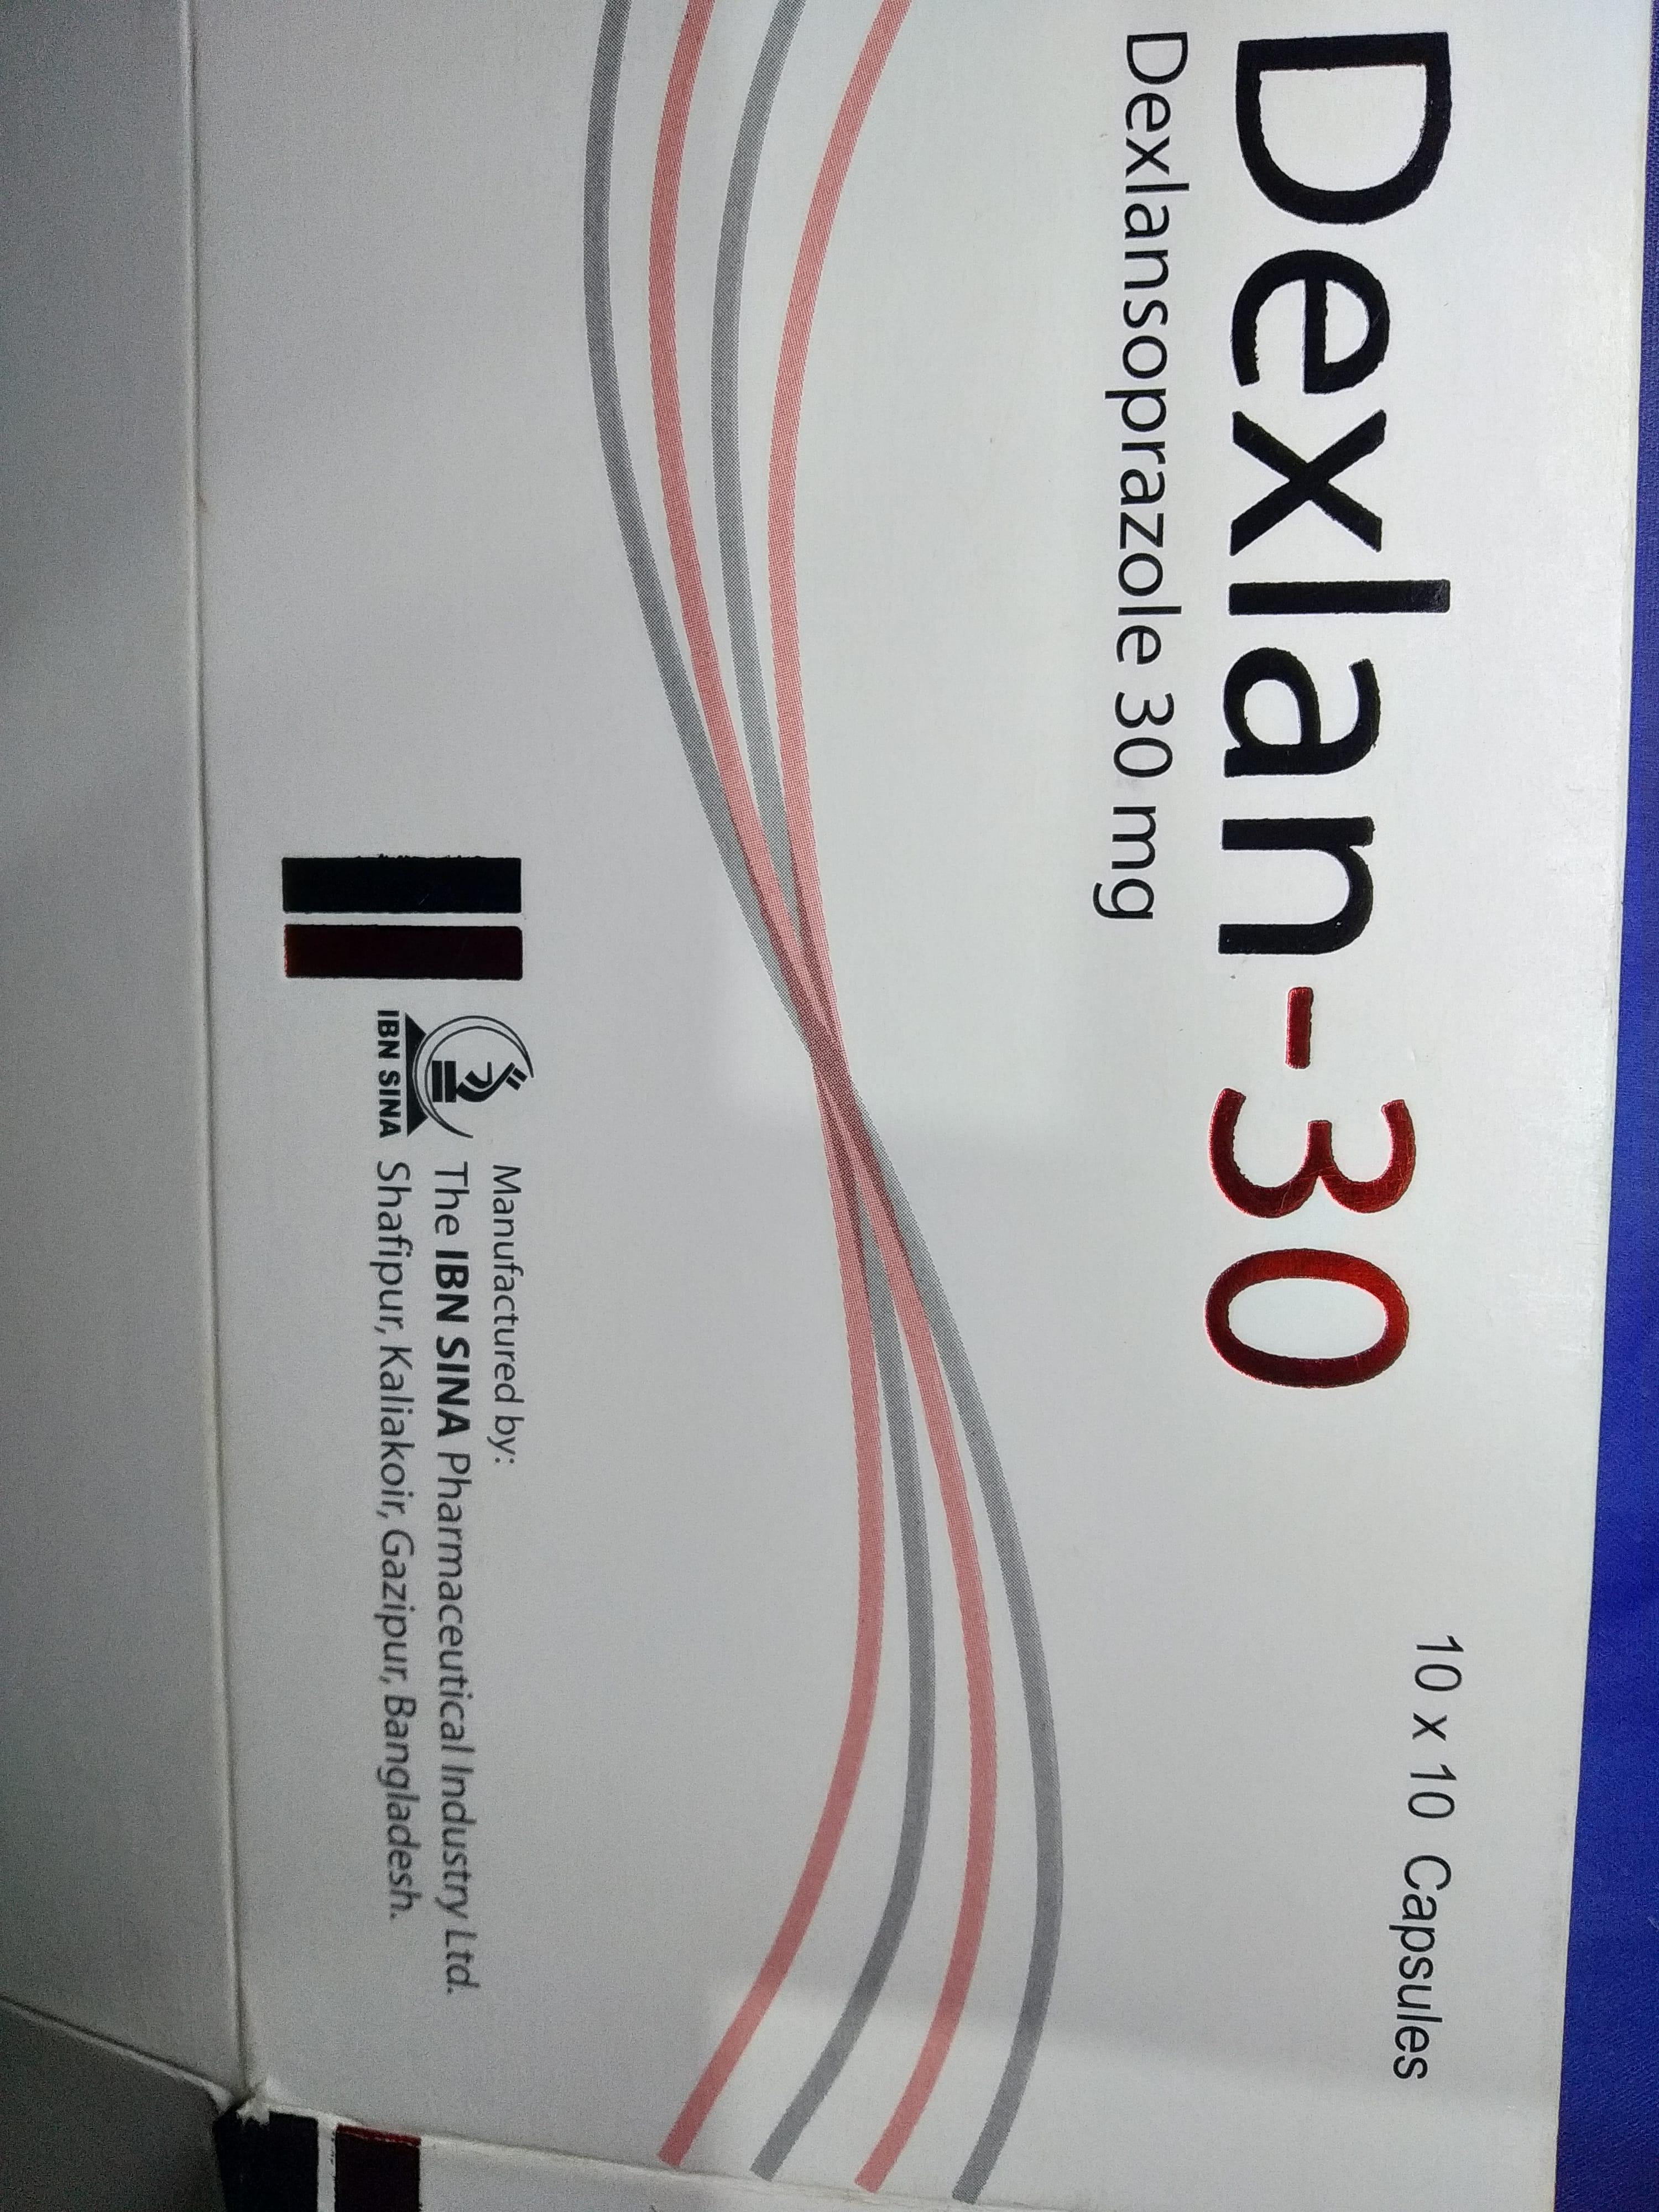 Dexlan-30
10 x 10 Capsules
Dexlansoprazole 30 mg
IBN SINA
Manufactured by:
The IBN SINA Pharmaceutical Industry Ltd.
Shafipur, Kaliakoir, Gazipur, Bangladesh.